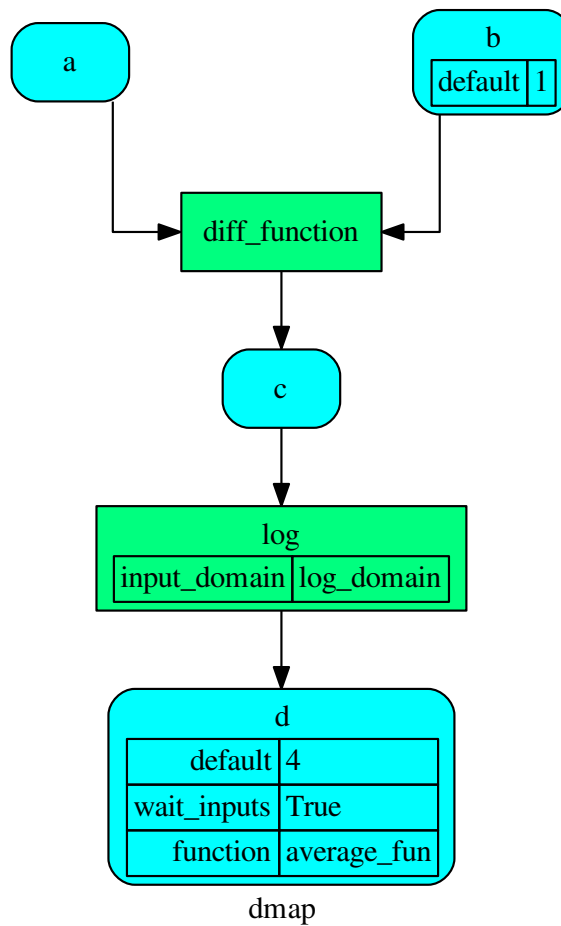 a
b
default 1
diff_function
c
log
input_domain log_domain
d
default 4
wait_inputs True
function average_fun
dmap